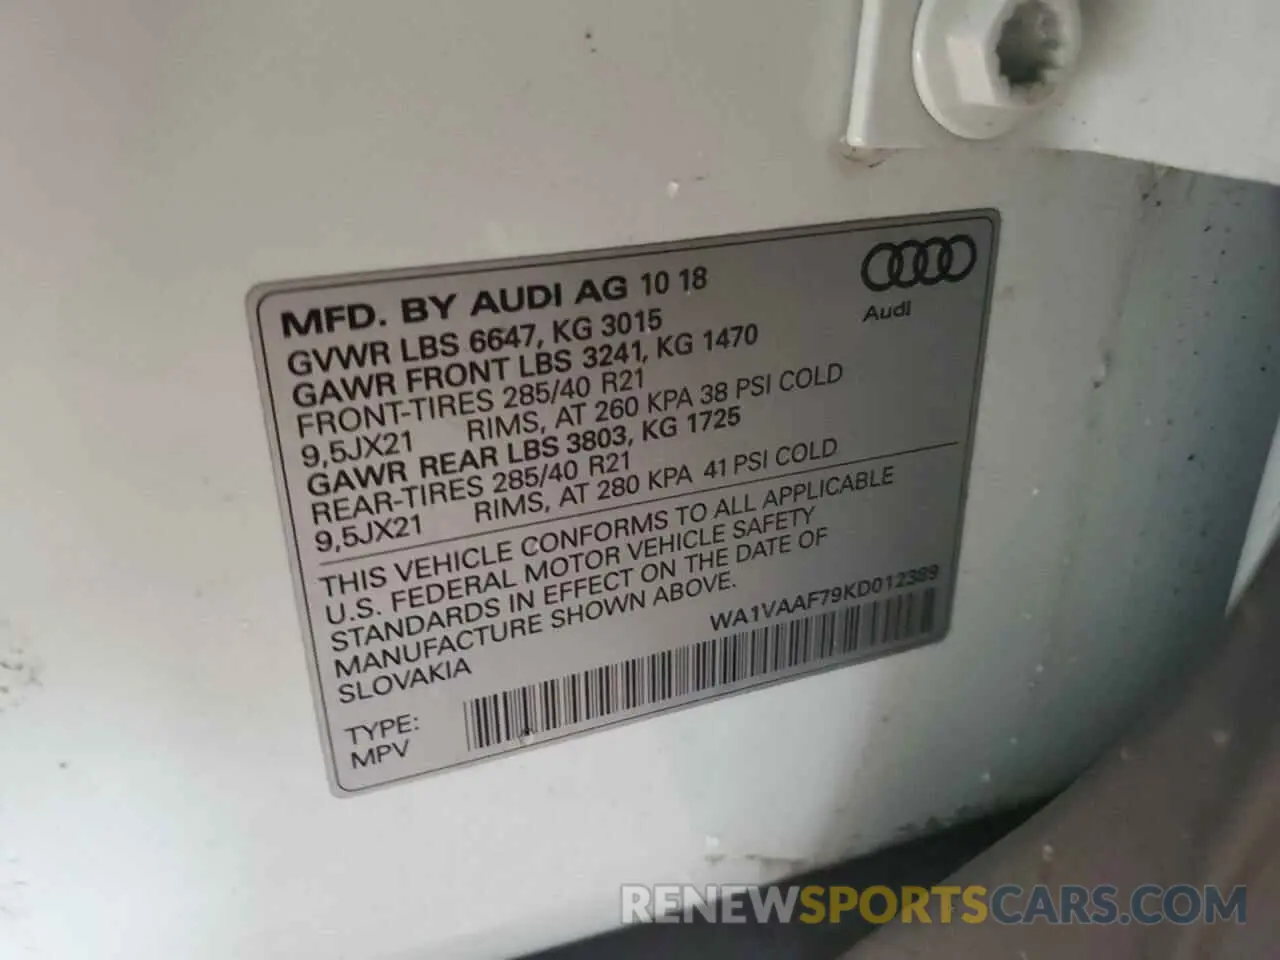 MFD. BY AUDI AG 10 18
GVWR LBS 6647, KG 3015
GAWR FRONT LBS 3241, KG 1470
FRONT-TIRES 285/40 R21
9,5JX21 RIMS, AT 260 KPA 38 PSI COLD
GAWR REAR LBS 3803, KG 1725
REAR-TIRES 285/40 R21
9,5JX21 RIMS, AT 280 KPA 41 PSI COLD
Audi
THIS VEHICLE CONFORMS TO ALL APPLICABLE
U.S. FEDERAL MOTOR VEHICLE SAFETY
STANDARDS IN EFFECT ON THE DATE OF
MANUFACTURE SHOWN ABOVE.
SLOVAKIA
WA1VAAF79KD012389
TYPE:
MPV
RENEWSPORTSCARS.COM